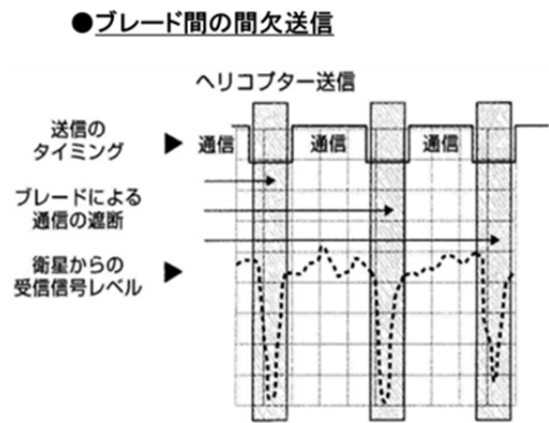 ●ブレード間の間欠送信
ヘリコプター送信
送信の
タイミング
▶
通信
通信
通信
ブレードによる
通信の遮断
衛星からの
受信信号レベル
▶